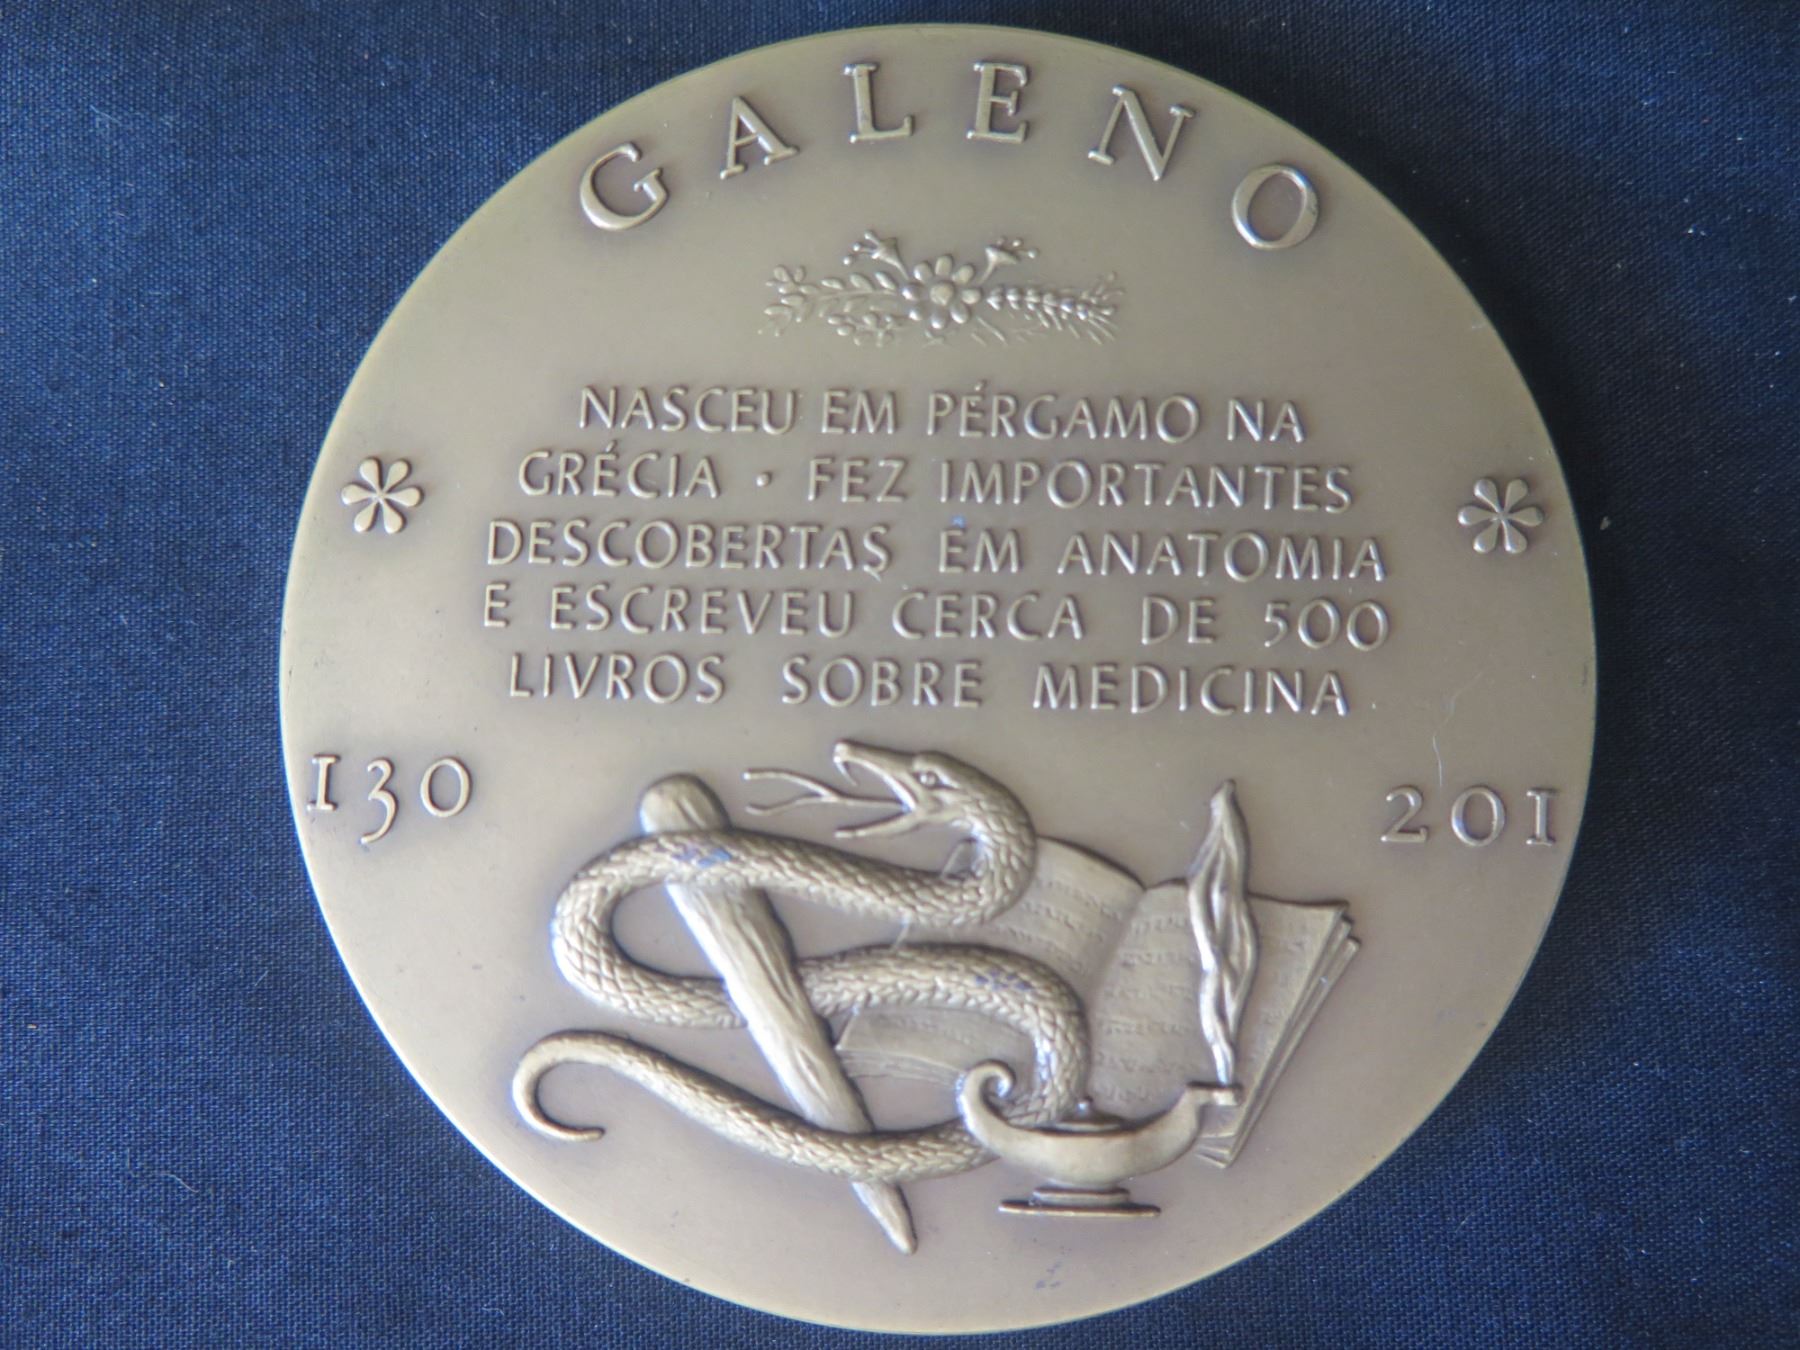 GALENO
NASCEU EM PÉRGAMO NA
GRÉCIA · FEZ IMPORTANTES
DESCOBERTAS EM ANATOMIA
E ESCREVEU CERCA DE 500
LIVROS SOBRE MEDICINA
130
201